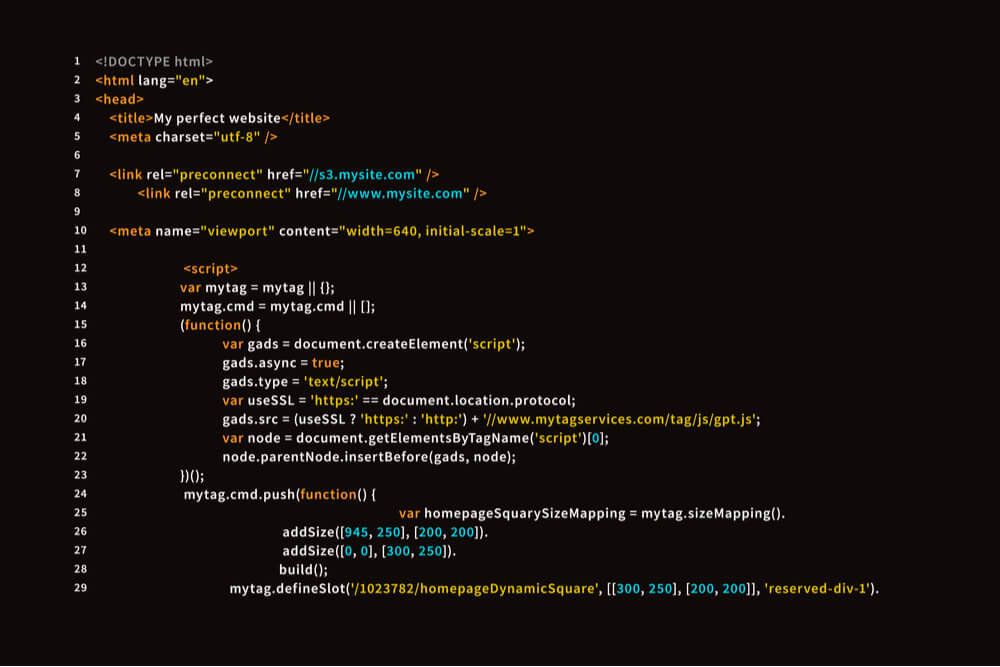 1 <!DOCTYPE html>
2 <html lang="en">
3 <head>
4 <title>My perfect website</title>
5 <meta charset="utf-8" />
6
7 <link rel="preconnect" href="//s3.mysite.com" />
8 <link rel="preconnect" href="//www.mysite.com" />
9
10 <meta name="viewport" content="width=640, initial-scale=1">
11
12 <script>
13 var mytag = mytag || {};
14 mytag.cmd = mytag.cmd || [];
15 (function() {
16 var gads = document.createElement('script');
17 gads.async = true;
18 gads.type = 'text/script';
19 var useSSL = 'https:' == document.location.protocol;
20 gads.src = (useSSL ? 'https:' : 'http:') + '//www.mytagservices.com/tag/js/gpt.js';
21 var node = document.getElementsByTagName('script')[0];
22 node.parentNode.insertBefore(gads, node);
23 })();
24 mytag.cmd.push(function() {
25 var homepageSquarySizeMapping = mytag.sizeMapping().
26 addSize([945, 250], [200, 200]).
27 addSize([0, 0], [300, 250]).
28 build();
29 mytag.defineSlot('/1023782/homepageDynamicSquare', [[300, 250], [200, 200]], 'reserved-div-1').